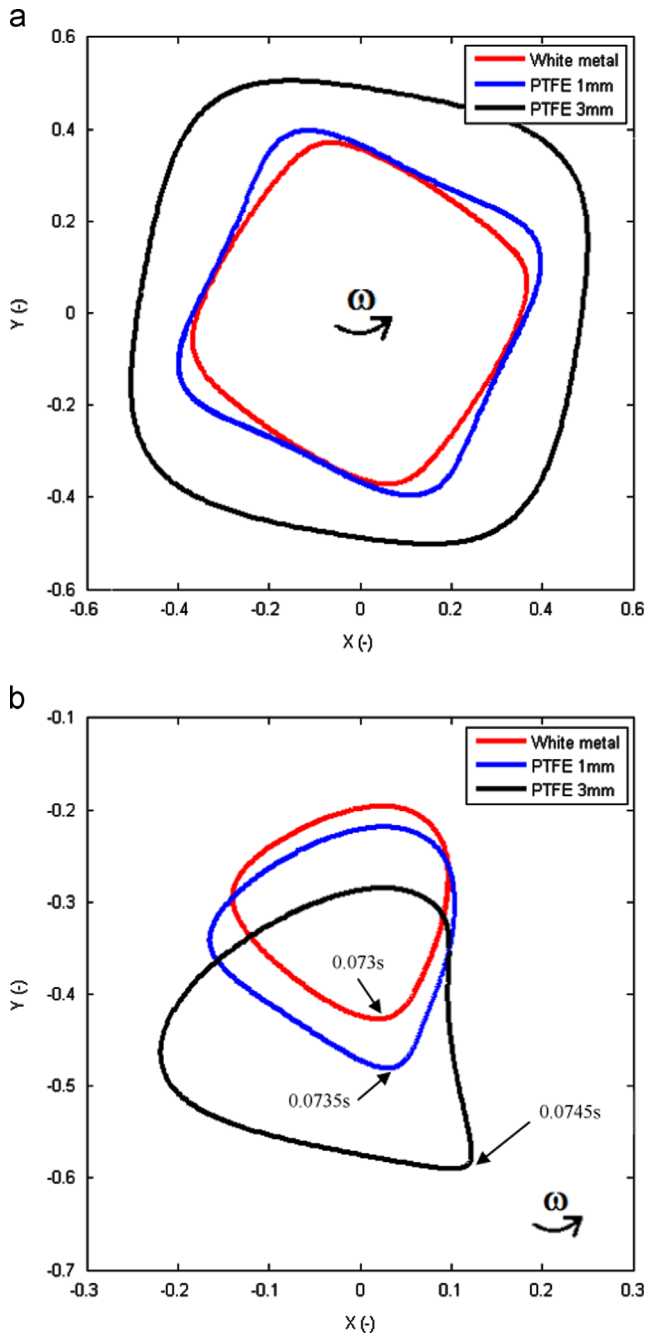 a
0.6
0.4
0.2
0
-0.2
-0.4
-0.6
Y (-)
White metal
PTFE 1mm
PTFE 3mm
ω
-0.6 -0.4 -0.2 0 0.2 0.4 0.6
X (-)
b
-0.1
-0.2
-0.3
-0.4
-0.5
-0.6
-0.7
Y (-)
White metal
PTFE 1mm
PTFE 3mm
0.073s
0.0735s
0.0745s
ω
-0.3 -0.2 -0.1 0 0.1 0.2 0.3
X (-)